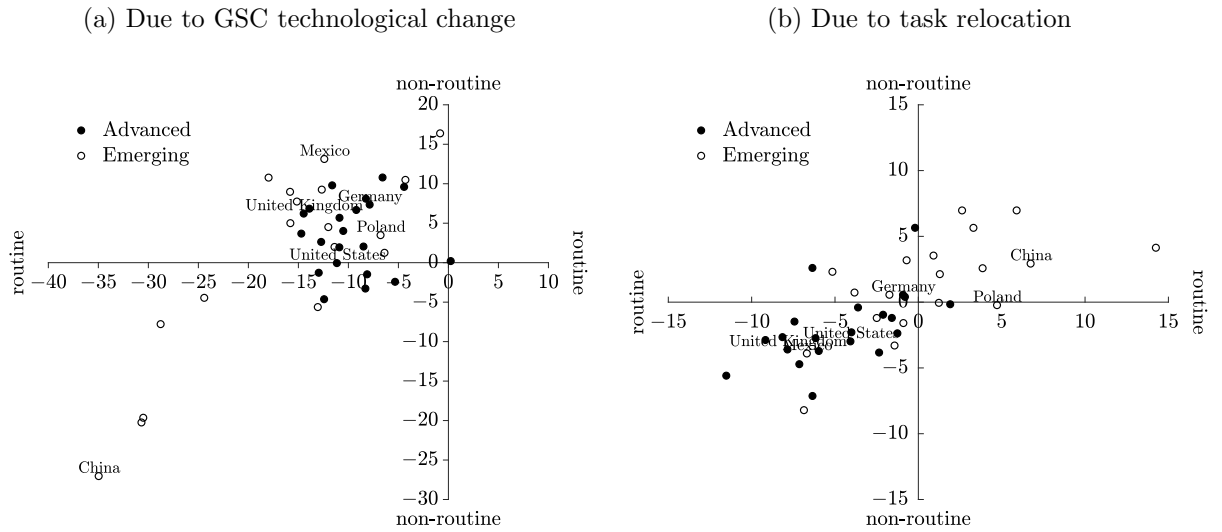 (a) Due to GSC technological change
non-routine
20
15
10
5
0
−5
−10
−15
−20
−25
−30
non-routine
−40
−35
−30
−25
−20
−15
−10
−5
0
5
10
routine
routine
Advanced
Emerging
Mexico
Germany
United Kingdom
Poland
United States
China
(b) Due to task relocation
non-routine
15
10
5
0
−5
−10
−15
non-routine
−15
−10
−5
0
5
10
15
routine
routine
Advanced
Emerging
China
Germany
Poland
United States
United Kingdom
Mexico